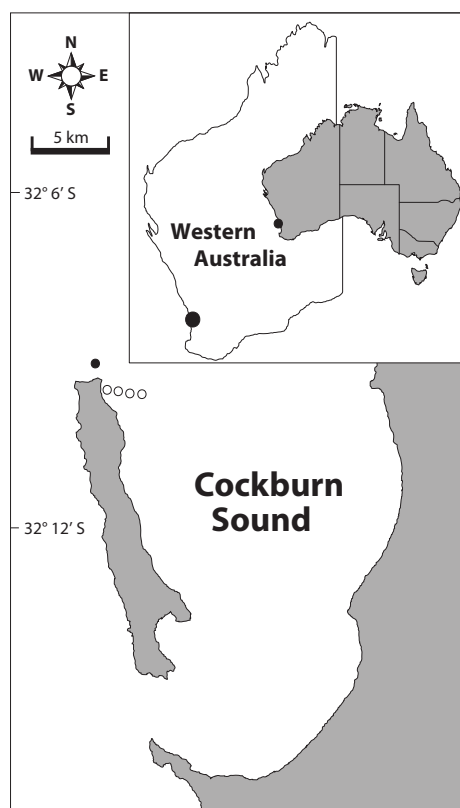 N
W E
S
5 km
32° 6' S
Western
Australia
Cockburn
Sound
32° 12' S